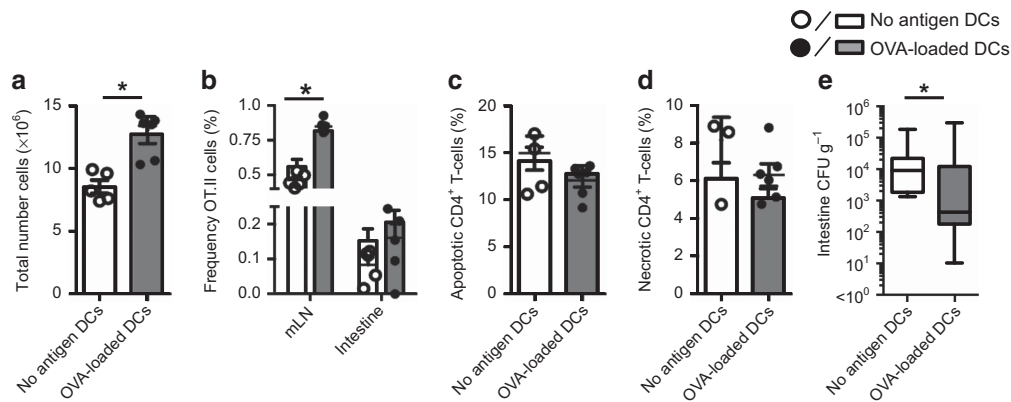 No antigen DCs
OVA-loaded DCs
a
*
Total number cells (×10⁶)
15
10
5
0
No antigen DCs
OVA-loaded DCs
b
*
Frequency OT.II cells (%)
1.0
0.75
0.5
0.2
0.1
0.0
mLN
Intestine
c
Apoptotic CD4⁺ T-cells (%)
20
15
10
5
0
No antigen DCs
OVA-loaded DCs
d
Necrotic CD4⁺ T-cells (%)
10
8
6
4
2
0
No antigen DCs
OVA-loaded DCs
e
*
Intestine CFU g⁻¹
10⁶
10⁵
10⁴
10³
10²
10¹
<10⁰
No antigen DCs
OVA-loaded DCs